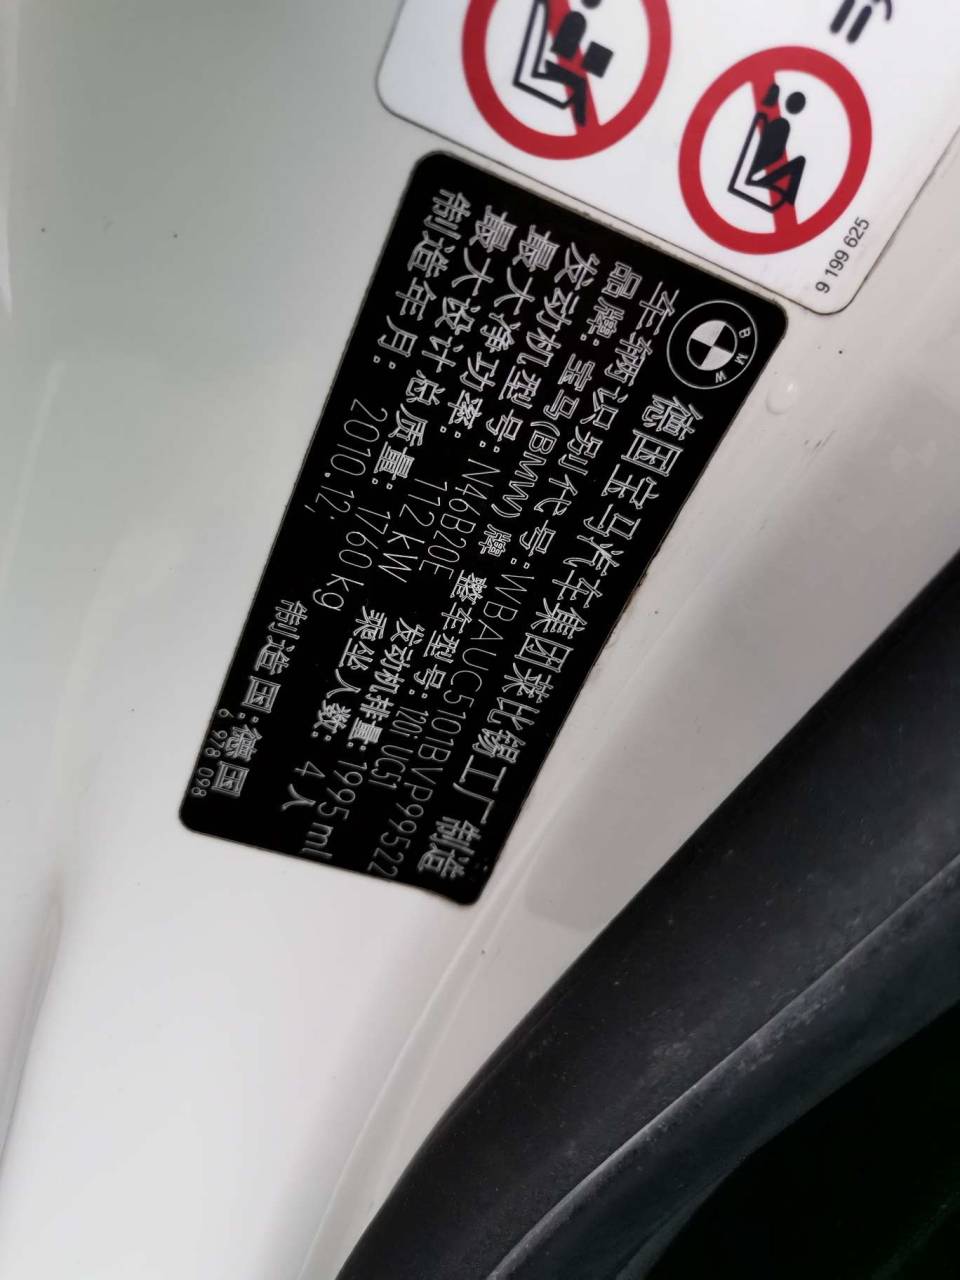 9 199 625
BMW
德国宝马汽车集团莱比锡工厂 制造
车辆识别代号:WBAUC5101BVP99522
品牌: 宝马(BMW) 牌 整车型号: 120i UC51
发动机型号: N46B20E 发动机排量: 1995ml
最大净功率: 112kW 乘坐人数: 4人
最大设计总质量: 1760kg
制造年月: 2010.12. 制造国:德国
6 978 098